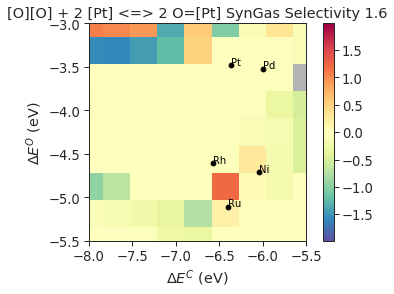 [O][O] + 2 [Pt] <=> 2 O=[Pt] SynGas Selectivity 1.6
−3.0
−3.5
−4.0
−4.5
−5.0
−5.5
ΔE^O (eV)
Pt
Pd
Rh
Ni
Ru
−8.0 −7.5 −7.0 −6.5 −6.0 −5.5
ΔE^C (eV)
1.5
1.0
0.5
0.0
−0.5
−1.0
−1.5